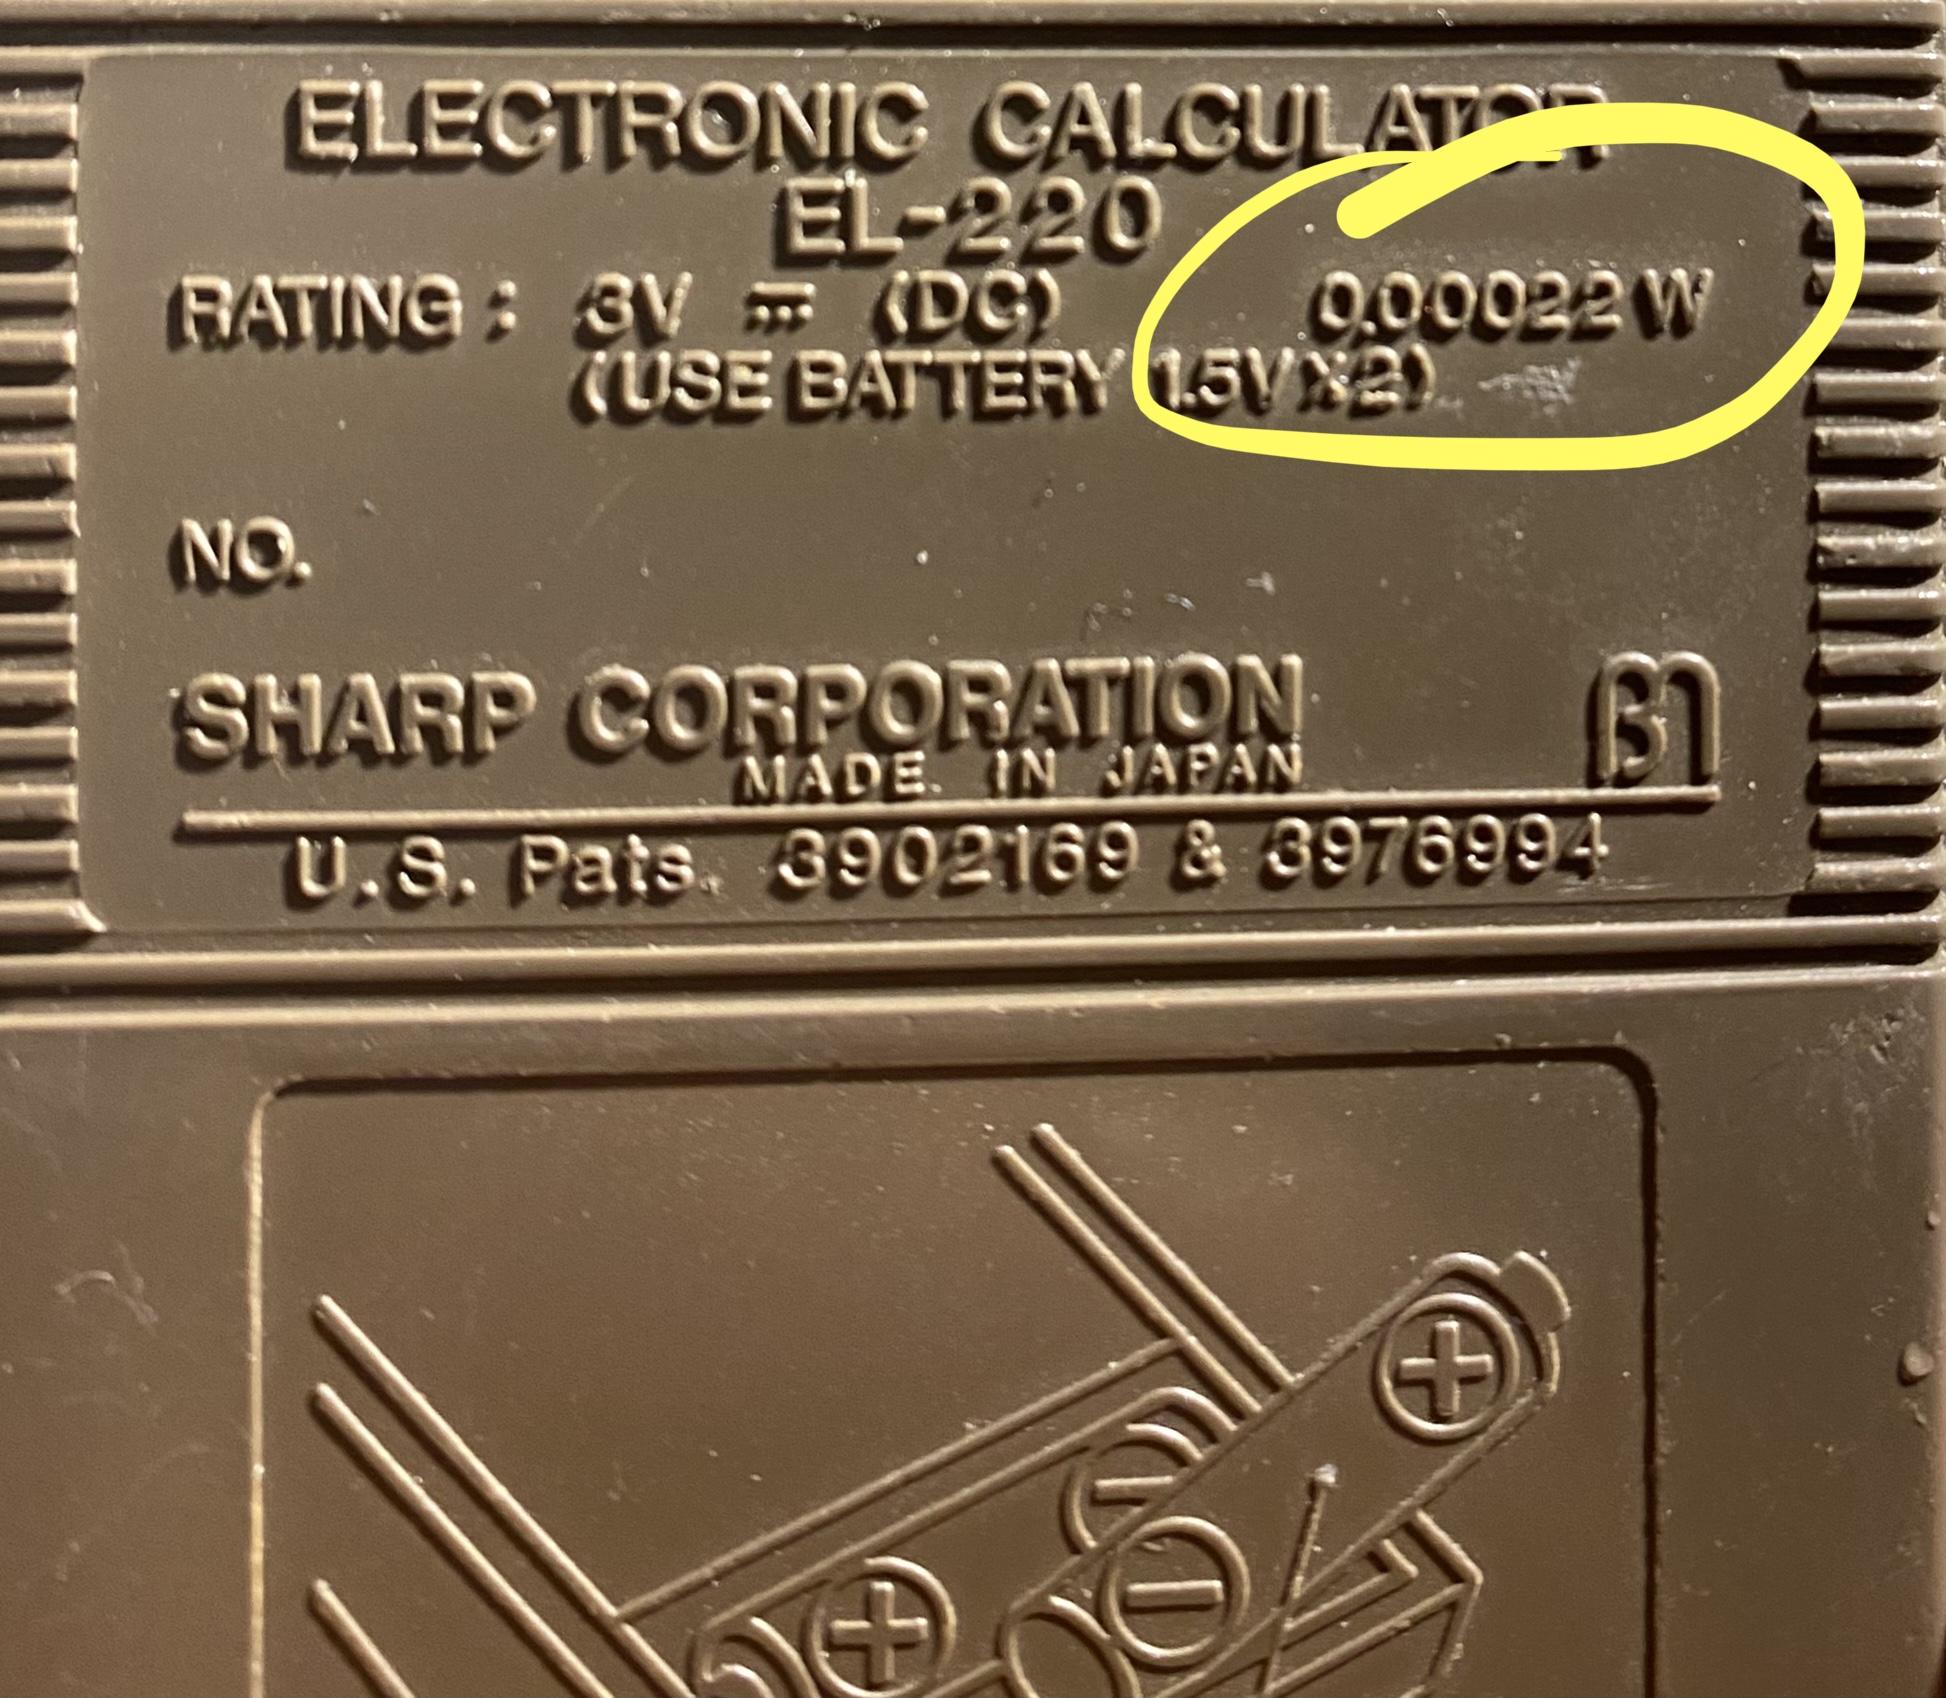 ELECTRONIC CALCULATOR
EL-220
RATING : 3V ⎓ (DC) 0.00022 W
(USE BATTERY 1.5V X 2)
NO.
SHARP CORPORATION
MADE IN JAPAN
U.S. Pats. 3902169 & 3976994
+
−
+
−